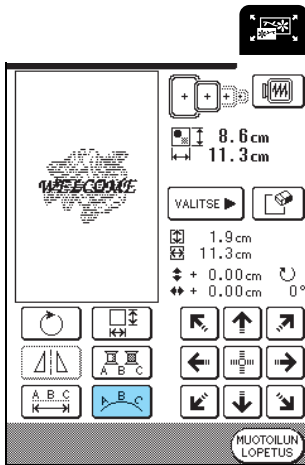 8.6cm
11.3cm
WELCOME
VALITSE
1.9cm
11.3cm
+ 0.00cm
+ 0.00cm 0°
A B C
A B C
A B C
MUOTOILUN
LOPETUS